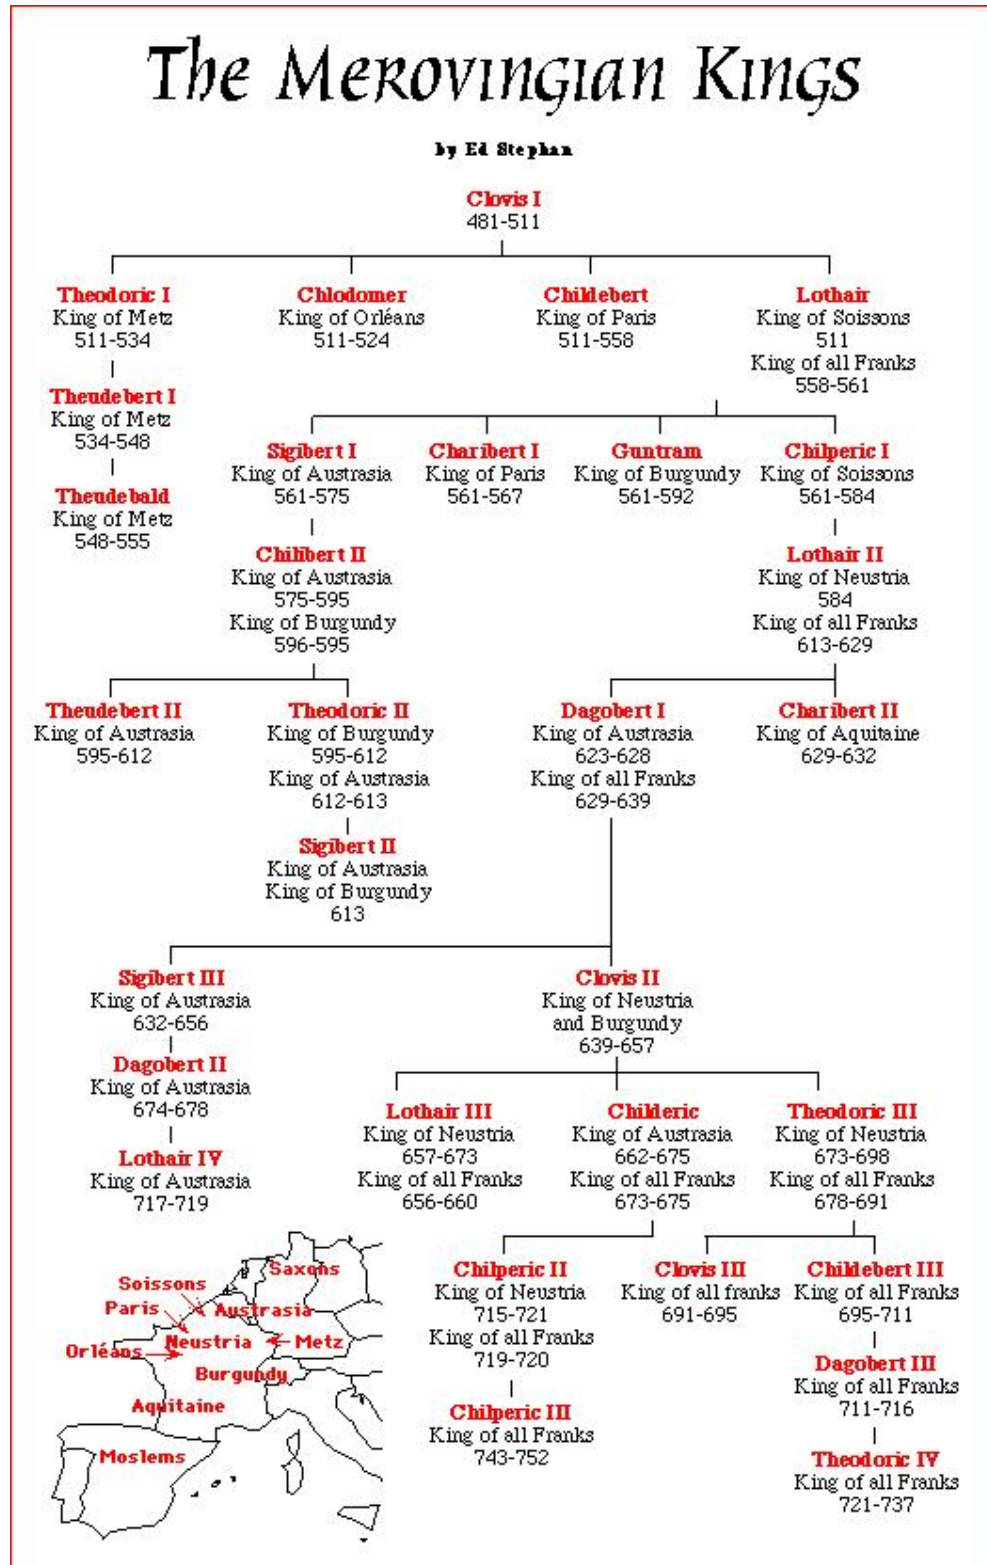 The Merovingian Kings
by Ed Stephan
Clovis I
481-511
Theodoric I
King of Metz
511-534
Chlodomer
King of Orléans
511-524
Childebert
King of Paris
511-558
Lothair
King of Soissons
511
King of all Franks
558-561
Theudebert I
King of Metz
534-548
Theudebald
King of Metz
548-555
Sigibert I
King of Austrasia
561-575
Charibert I
King of Paris
561-567
Guntram
King of Burgundy
561-592
Chilperic I
King of Soissons
561-584
Chilibert II
King of Austrasia
575-595
King of Burgundy
596-595
Lothair II
King of Neustria
584
King of all Franks
613-629
Theudebert II
King of Austrasia
595-612
Theodoric II
King of Burgundy
595-612
King of Austrasia
612-613
Dagobert I
King of Austrasia
623-628
King of all Franks
629-639
Charibert II
King of Aquitaine
629-632
Sigibert II
King of Austrasia
King of Burgundy
613
Sigibert III
King of Austrasia
632-656
Clovis II
King of Neustria
and Burgundy
639-657
Dagobert II
King of Austrasia
674-678
Lothair IV
King of Austrasia
717-719
Lothair III
King of Neustria
657-673
King of all Franks
656-660
Childeric
King of Austrasia
662-675
King of all Franks
673-675
Theodoric III
King of Neustria
673-698
King of all Franks
678-691
Chilperic II
King of Neustria
715-721
King of all Franks
719-720
Clovis III
King of all franks
691-695
Childebert III
King of all Franks
695-711
Chilperic III
King of all Franks
743-752
Dagobert III
King of all Franks
711-716
Theodoric IV
King of all Franks
721-737
Saxons
Soissons
Paris
Austrasia
Orléans
Neustria
Metz
Burgundy
Aquitaine
Moslems